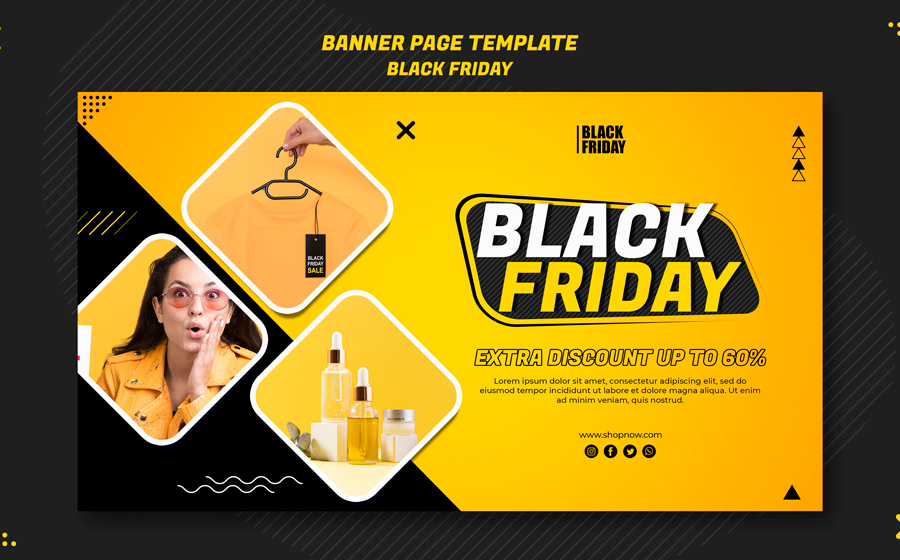 BANNER PAGE TEMPLATE
BLACK FRIDAY
BLACK
FRIDAY
BLACK
FRIDAY
SALE
BLACK
FRIDAY
EXTRA DISCOUNT UP TO 60%
Lorem ipsum dolor sit amet, consectetur adipiscing elit, sed do
eiusmod tempor incididunt ut labore et dolore magna aliqua. Ut enim
ad minim veniam, quis nostrud.
www.shopnow.com